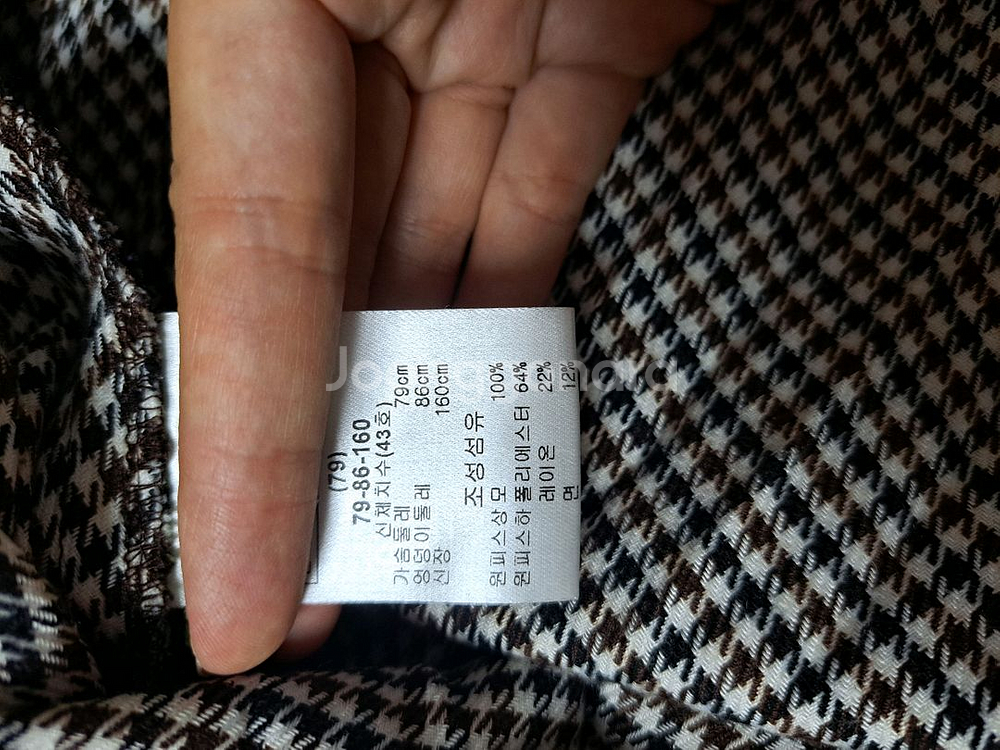 (79)
79-86-160
신체치수(43호)
가슴둘레 79cm
엉덩이둘레 86cm
신장 160cm
조성섬유
원피스상 모 100%
원피스하 폴리에스터 64%
레이온 22%
면 12%